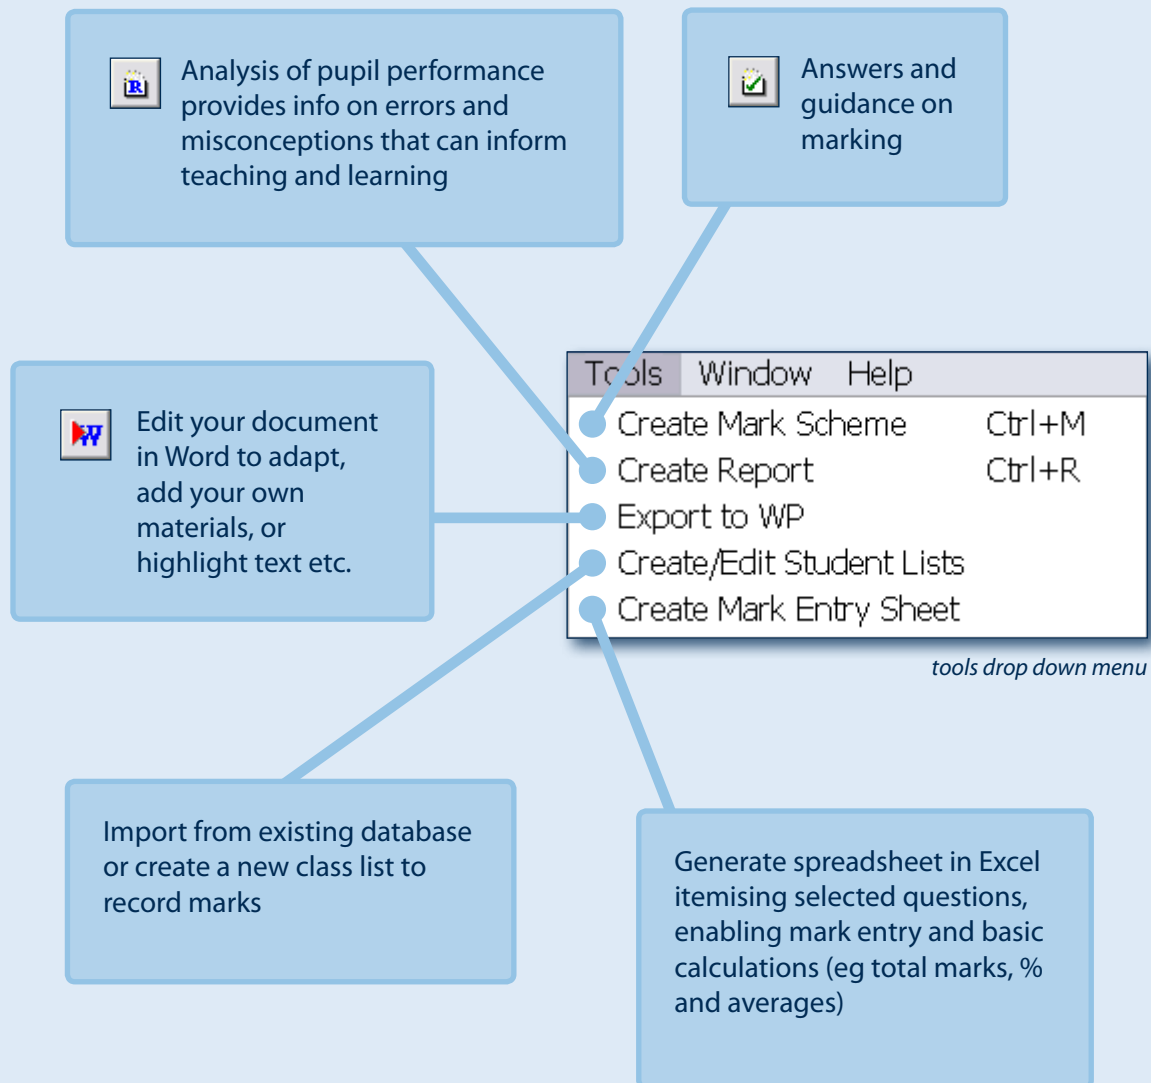 Analysis of pupil performance
provides info on errors and
misconceptions that can inform
teaching and learning
Answers and
guidance on
marking
Edit your document
in Word to adapt,
add your own
materials, or
highlight text etc.
Tools Window Help
Create Mark Scheme Ctrl+M
Create Report Ctrl+R
Export to WP
Create/Edit Student Lists
Create Mark Entry Sheet
tools drop down menu
Import from existing database
or create a new class list to
record marks
Generate spreadsheet in Excel
itemising selected questions,
enabling mark entry and basic
calculations (eg total marks, %
and averages)